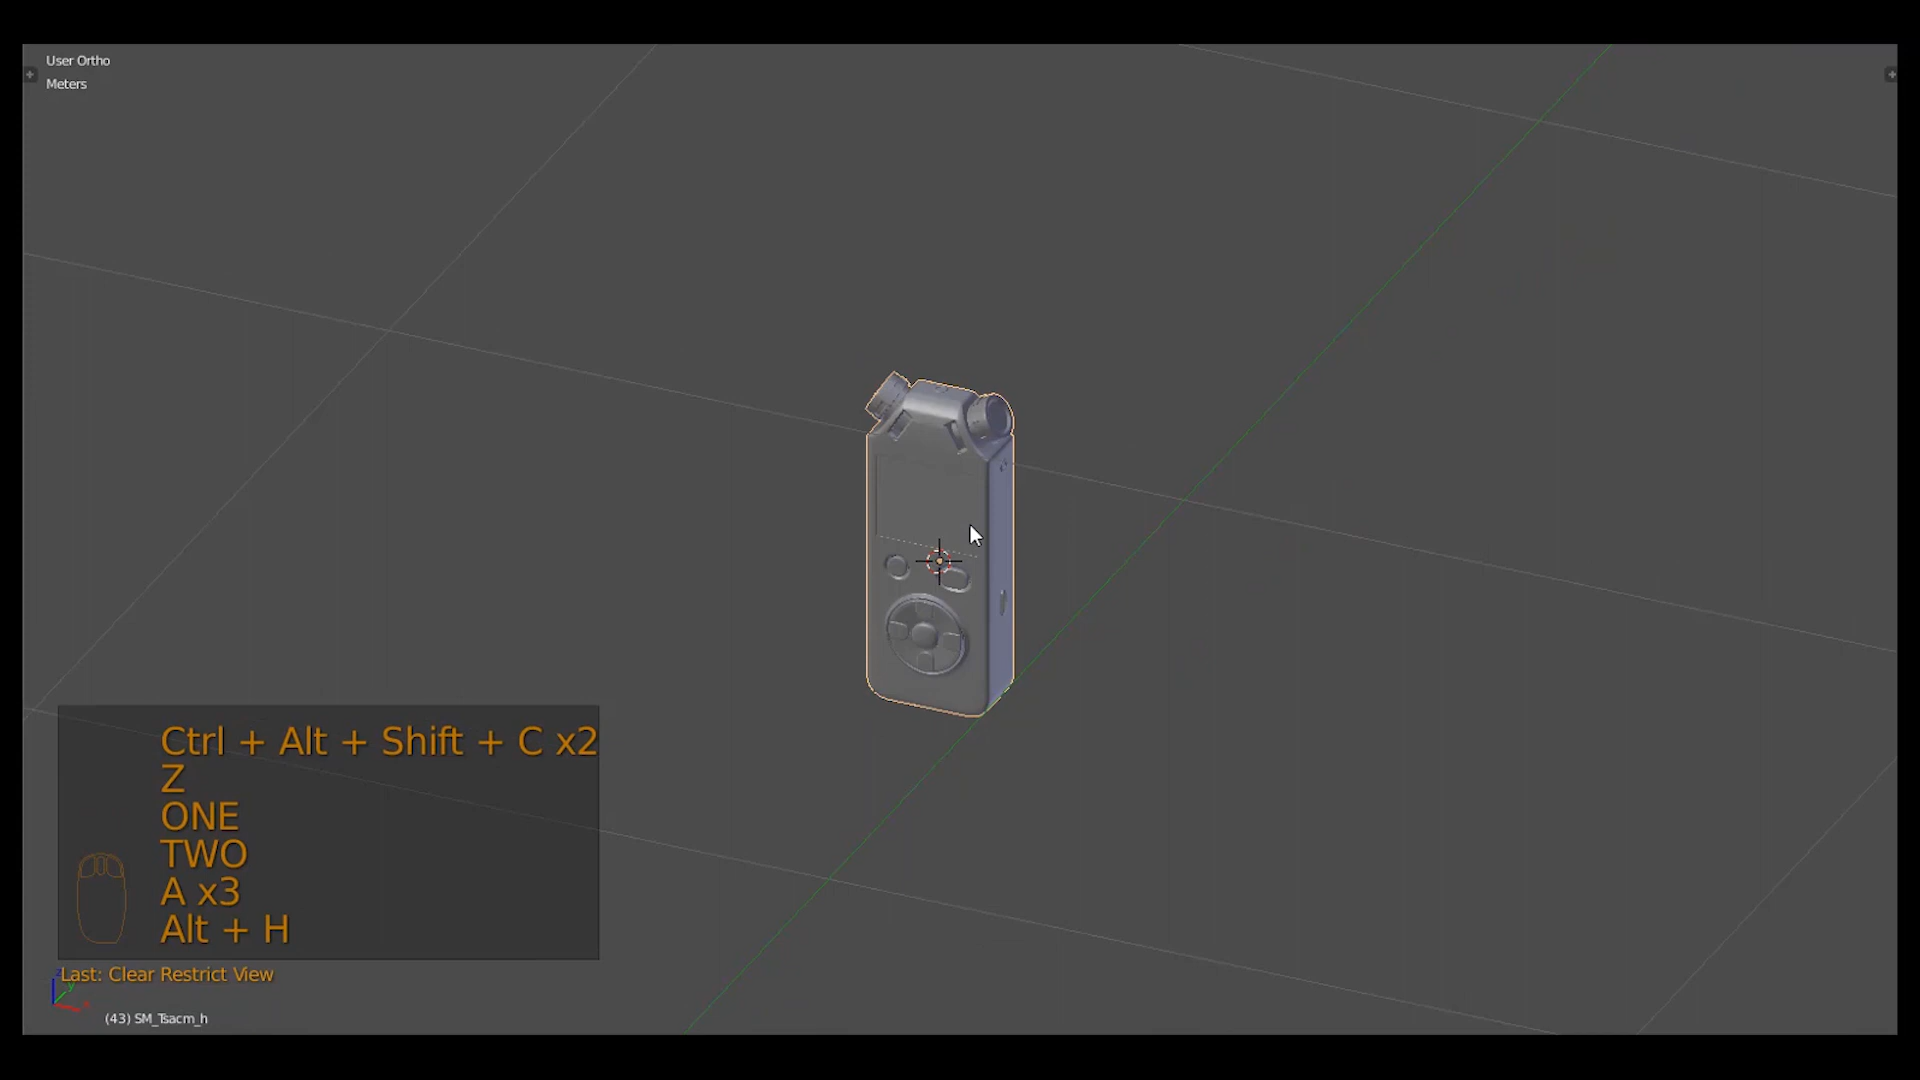 User Ortho
Meters
Ctrl + Alt + Shift + C x2
Z
ONE
TWO
A x3
Alt + H
Last: Clear Restrict View
(43) SM_Tsacm_h